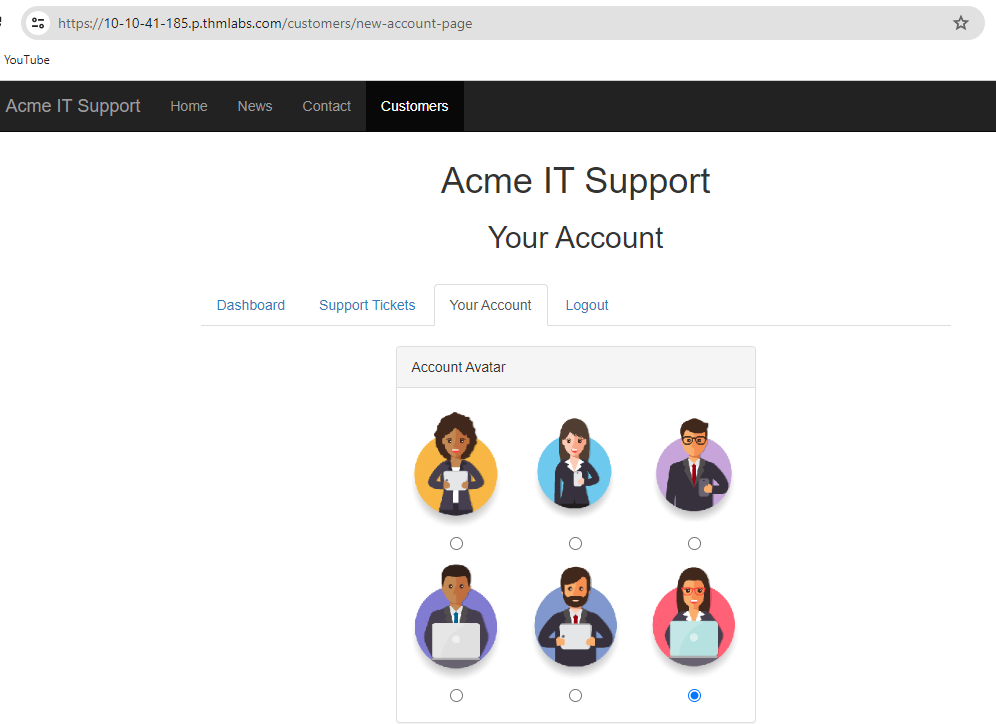 https://10-10-41-185.p.thmlabs.com/customers/new-account-page
YouTube
Acme IT Support Home News Contact Customers
Acme IT Support
Your Account
Dashboard Support Tickets Your Account Logout
Account Avatar